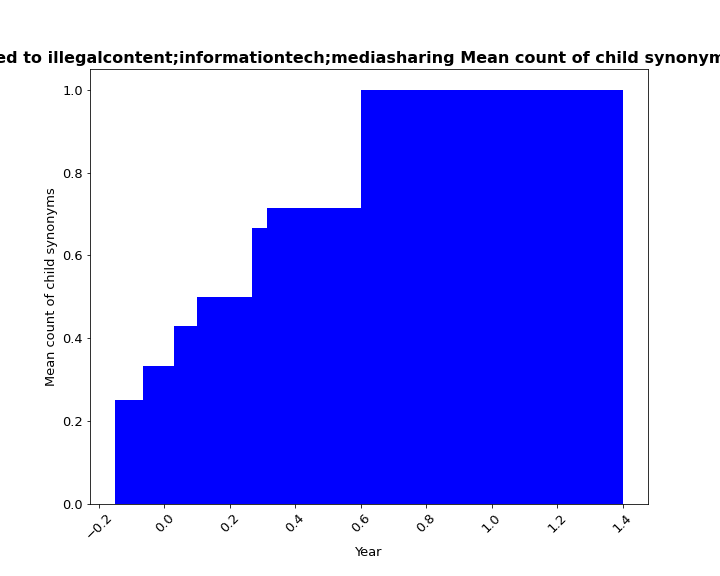 ed to illegalcontent;informationtech;mediasharing Mean count of child synonym
1.0
0.8
0.6
0.4
0.2
0.0
Mean count of child synonyms
−0.2 0.0 0.2 0.4 0.6 0.8 1.0 1.2 1.4
Year